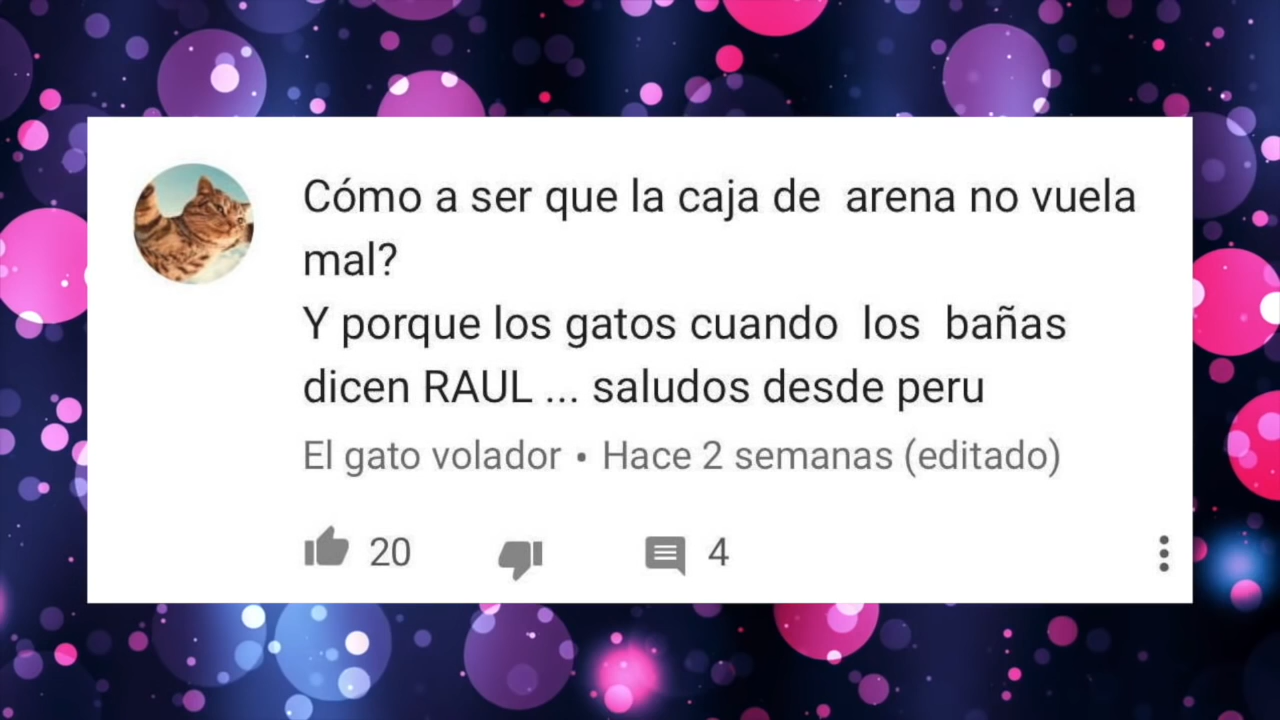 Cómo a ser que la caja de  arena no vuela
mal?
Y porque los gatos cuando  los  bañas
dicen RAUL ... saludos desde peru
El gato volador • Hace 2 semanas (editado)
20 4